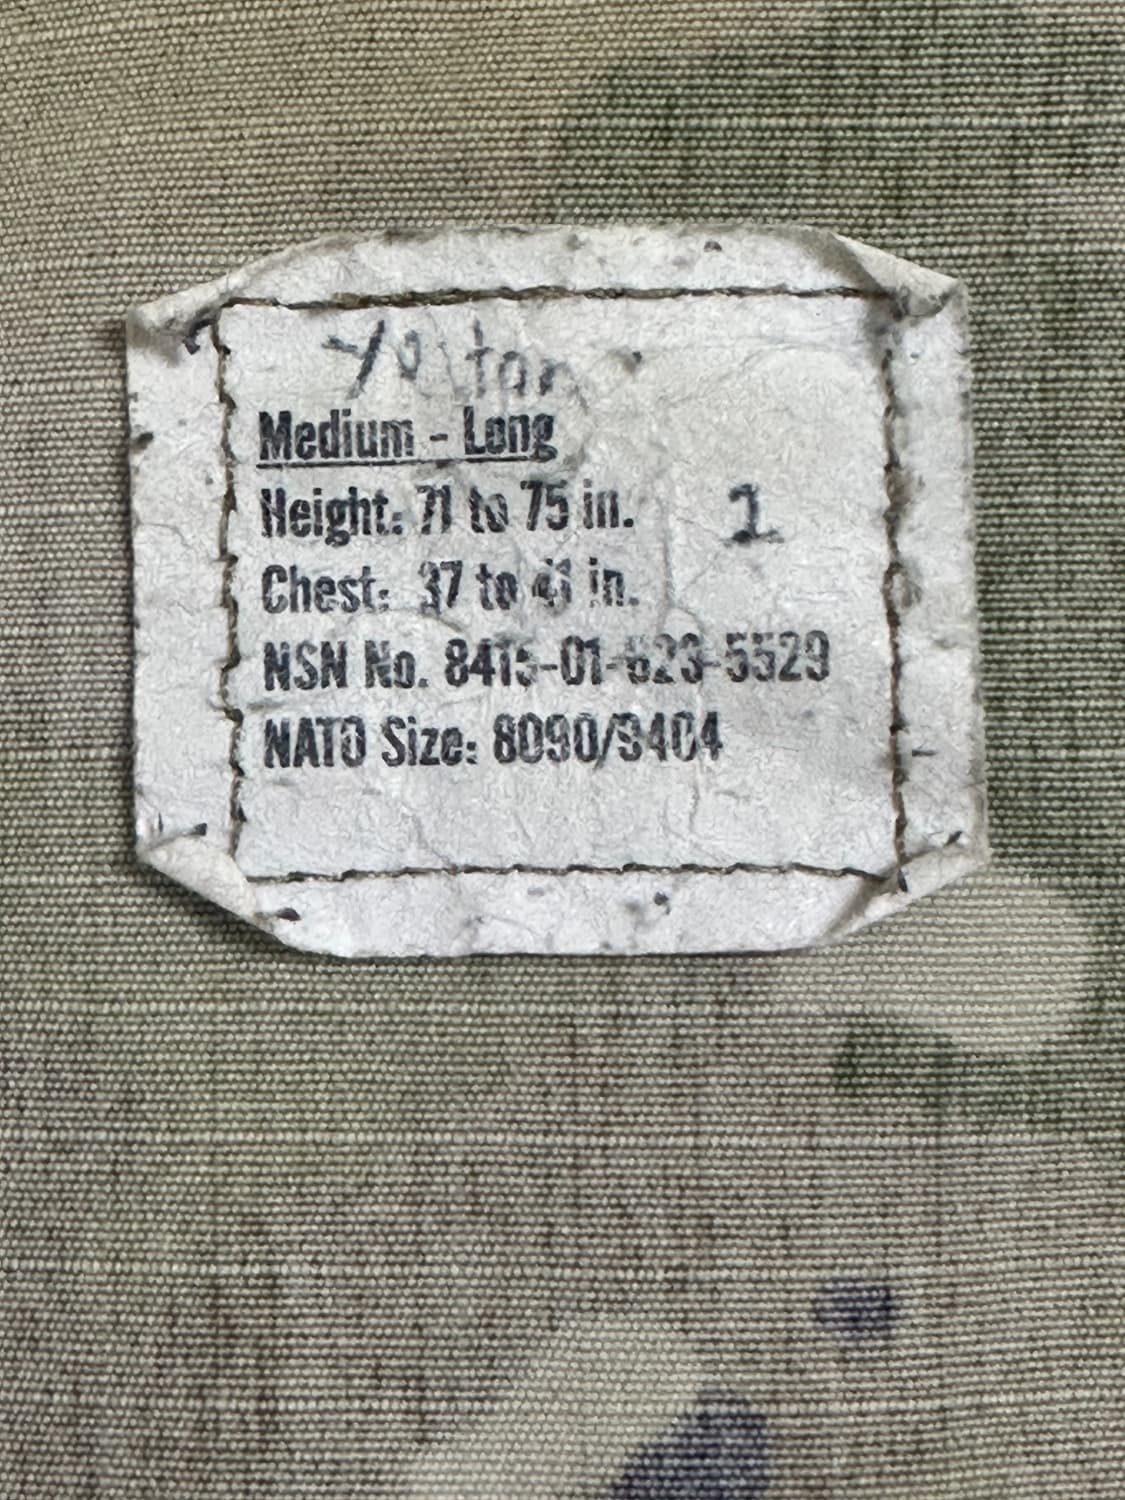 Medium - Long
Height: 71 to 75 in.
1
Chest: 37 to 41 in.
NSN No. 8415-01-623-5529
NATO Size: 8090/9404